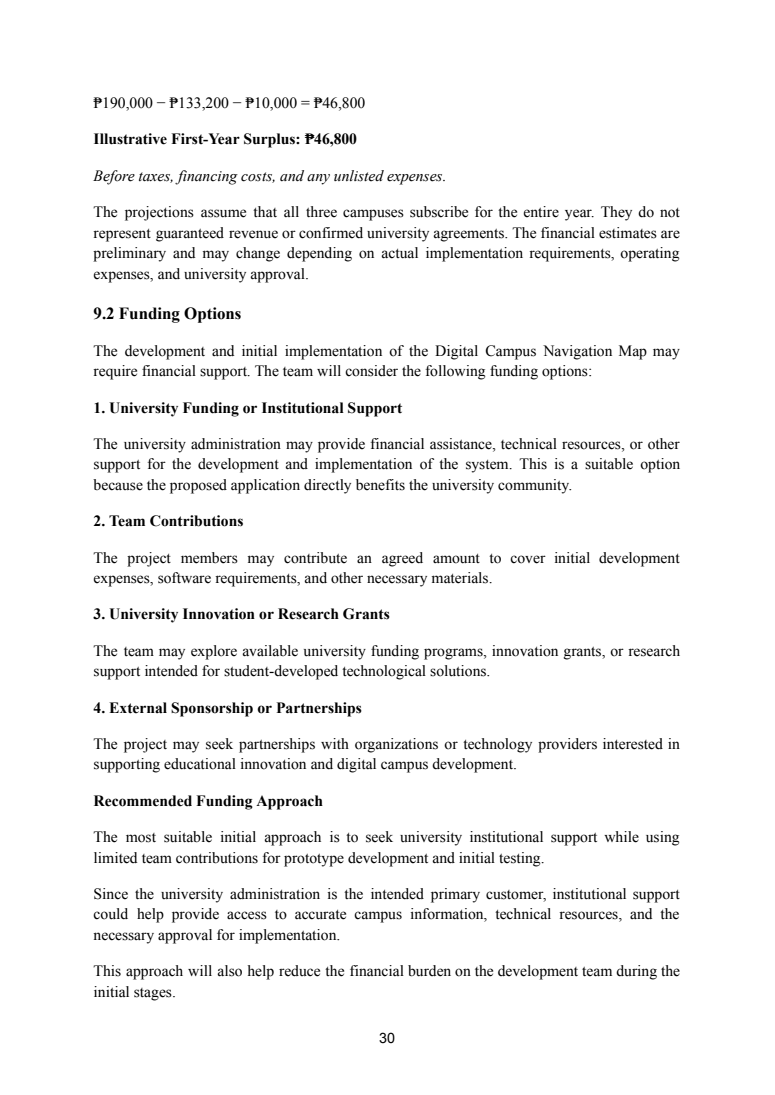 ₱190,000 − ₱133,200 − ₱10,000 = ₱46,800
Illustrative First-Year Surplus: ₱46,800
Before taxes, financing costs, and any unlisted expenses.
The projections assume that all three campuses subscribe for the entire year. They do not
represent guaranteed revenue or confirmed university agreements. The financial estimates are
preliminary and may change depending on actual implementation requirements, operating
expenses, and university approval.
9.2 Funding Options
The development and initial implementation of the Digital Campus Navigation Map may
require financial support. The team will consider the following funding options:
1. University Funding or Institutional Support
The university administration may provide financial assistance, technical resources, or other
support for the development and implementation of the system. This is a suitable option
because the proposed application directly benefits the university community.
2. Team Contributions
The project members may contribute an agreed amount to cover initial development
expenses, software requirements, and other necessary materials.
3. University Innovation or Research Grants
The team may explore available university funding programs, innovation grants, or research
support intended for student-developed technological solutions.
4. External Sponsorship or Partnerships
The project may seek partnerships with organizations or technology providers interested in
supporting educational innovation and digital campus development.
Recommended Funding Approach
The most suitable initial approach is to seek university institutional support while using
limited team contributions for prototype development and initial testing.
Since the university administration is the intended primary customer, institutional support
could help provide access to accurate campus information, technical resources, and the
necessary approval for implementation.
This approach will also help reduce the financial burden on the development team during the
initial stages.
30